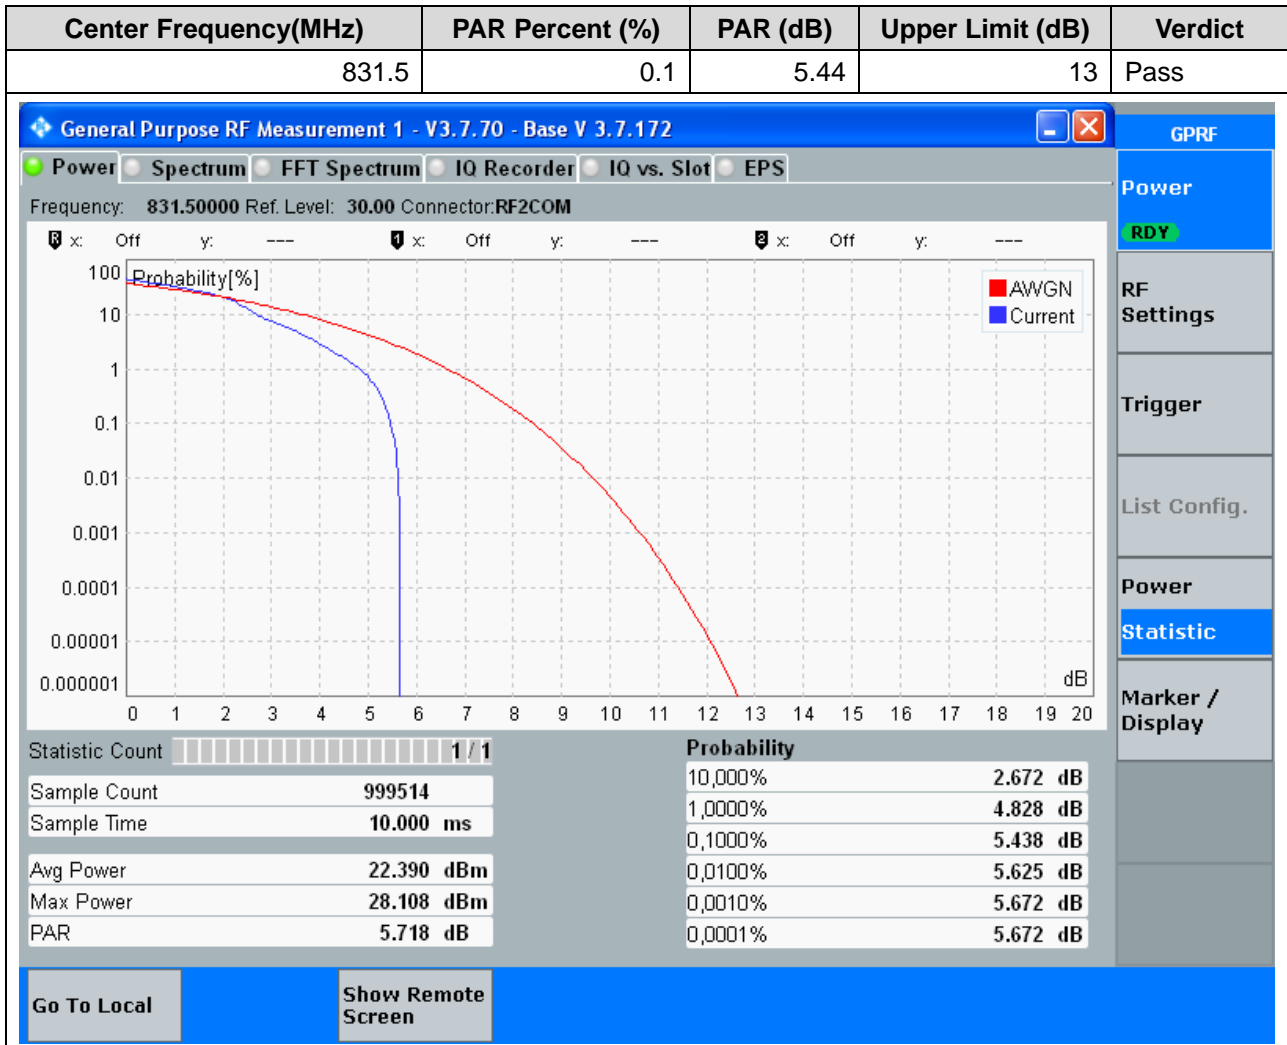 Center Frequency(MHz) PAR Percent (%) PAR (dB) Upper Limit (dB) Verdict
831.5 0.1 5.44 13 Pass
General Purpose RF Measurement 1 - V3.7.70 - Base V 3.7.172
GPRF
Power Spectrum FFT Spectrum IQ Recorder IQ vs. Slot EPS
Power
RDY
Frequency: 831.50000 Ref. Level: 30.00 Connector:RF2COM
R x: Off y: --- 1 x: Off y: --- 2 x: Off y: ---
Probability[%]
AWGN
Current
100
10
1
0.1
0.01
0.001
0.0001
0.00001
0.000001
dB
0 1 2 3 4 5 6 7 8 9 10 11 12 13 14 15 16 17 18 19 20
RF
Settings
Trigger
List Config.
Power
Statistic
Marker /
Display
Statistic Count 1 / 1
Sample Count 999514
Sample Time 10.000 ms
Avg Power 22.390 dBm
Max Power 28.108 dBm
PAR 5.718 dB
Probability
10,000% 2.672 dB
1,0000% 4.828 dB
0,1000% 5.438 dB
0,0100% 5.625 dB
0,0010% 5.672 dB
0,0001% 5.672 dB
Go To Local
Show Remote
Screen